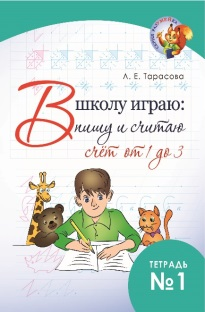 Л. Е. Тарасова
В школу играю:
пишу и считаю
счёт от 1 до 3
ТЕТРАДЬ
№1